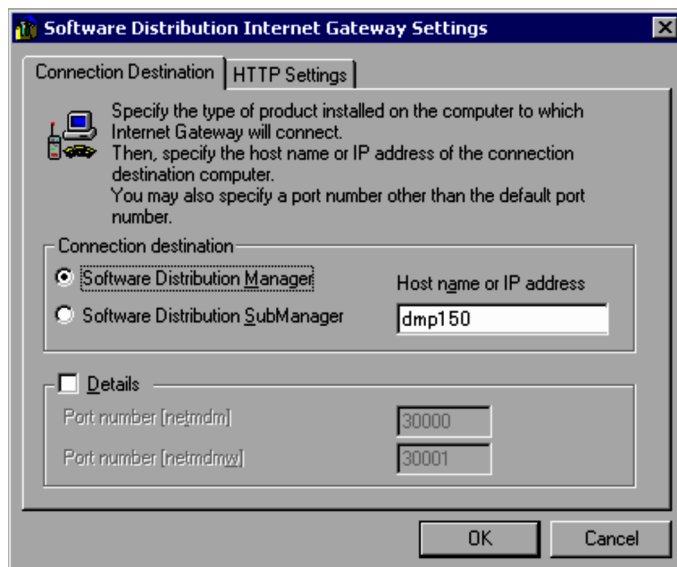 Software Distribution Internet Gateway Settings
Connection Destination
HTTP Settings
Specify the type of product installed on the computer to which
Internet Gateway will connect.
Then, specify the host name or IP address of the connection
destination computer.
You may also specify a port number other than the default port
number.
Connection destination
Software Distribution Manager
Host name or IP address
Software Distribution SubManager
dmp150
Details
Port number [netmdm]
30000
Port number [netmdmw]
30001
OK
Cancel